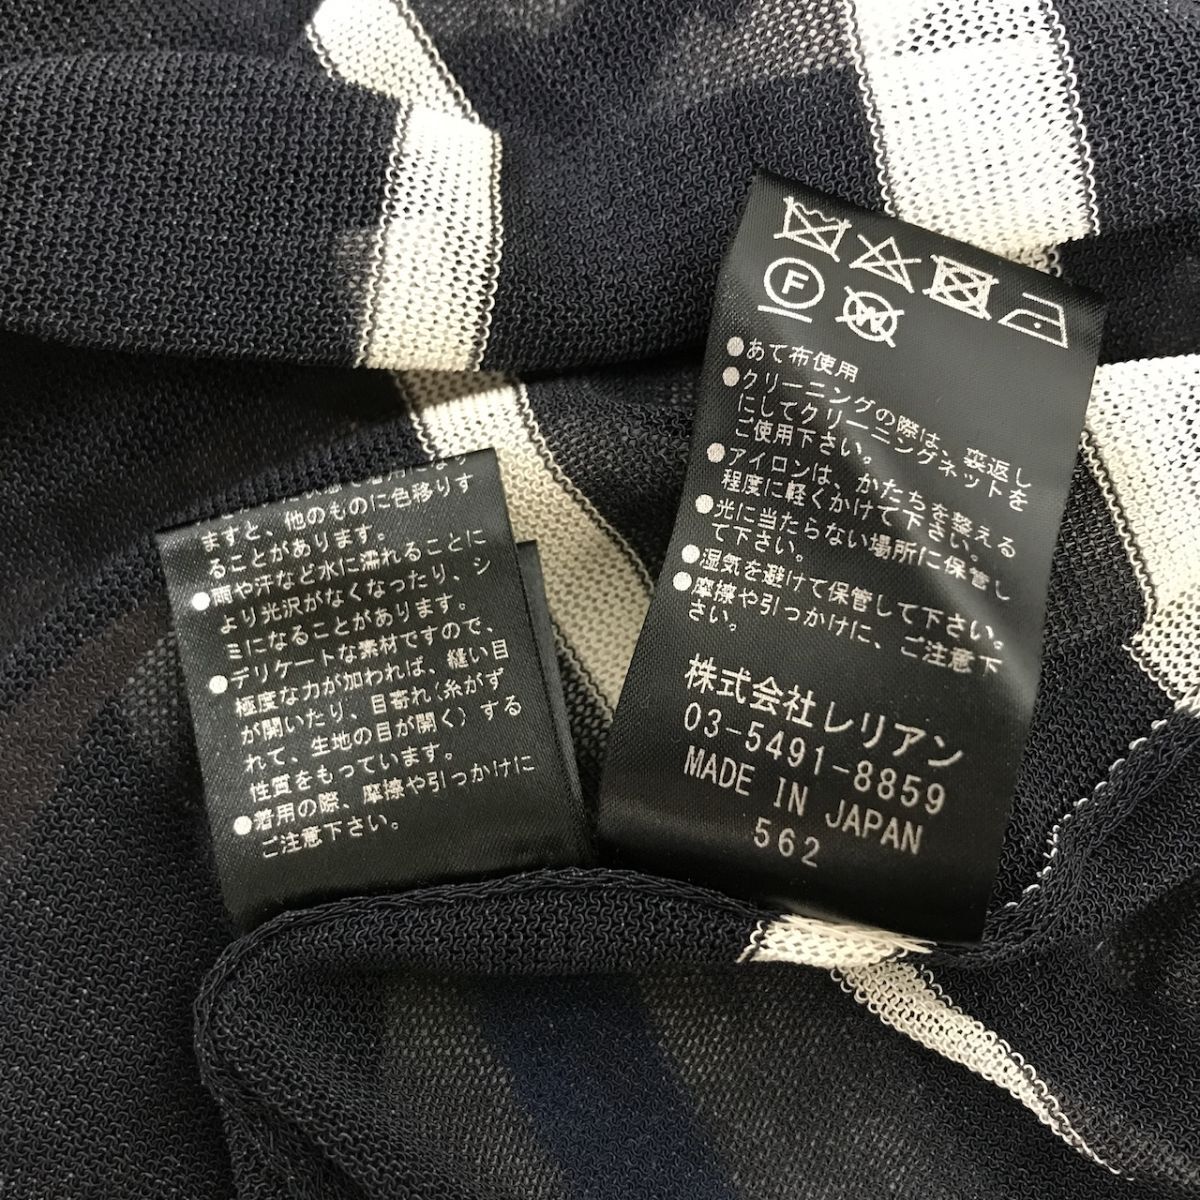 ますと、他のものに色移りす
ることがあります。
●雨や汗など水に濡れることに
より光沢がなくなったり、シ
ミになることがあります。
●デリケートな素材ですので、
極度な力が加われば、縫い目
が開いたり、目寄れ(糸がず
れて、生地の目が開く)する
性質をもっています。
●着用の際、摩擦や引っかけに
ご注意下さい。
F
W
●あて布使用
●クリーニングの際は、裏返し
にしてクリーニングネットを
ご使用下さい。
●アイロンは、かたちを整える
程度に軽くかけて下さい。
●光に当たらない場所に保管し
て下さい。
●湿気を避けて保管して下さい。
●摩擦や引っかけに、ご注意下
さい。
株式会社レリアン
03-5491-8859
MADE IN JAPAN
562